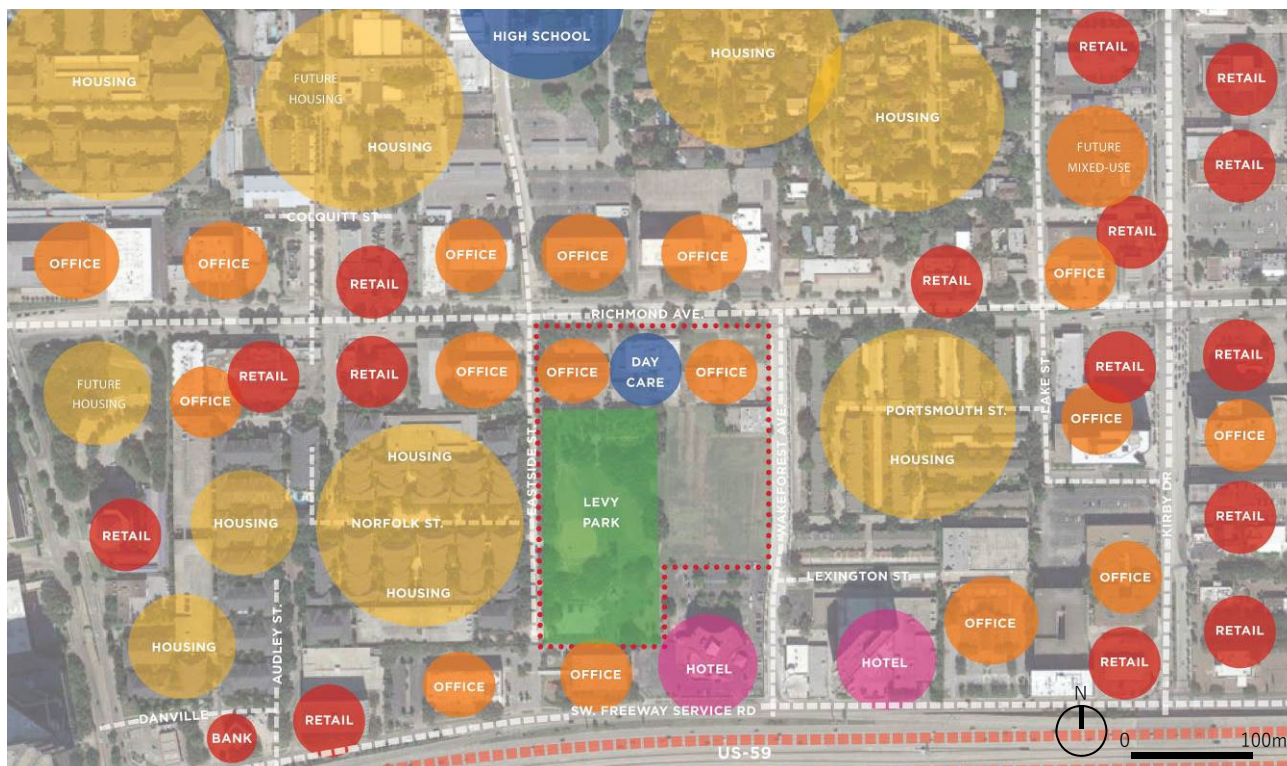 HIGH SCHOOL
HOUSING
RETAIL
HOUSING
FUTURE
HOUSING
RETAIL
HOUSING
HOUSING
FUTURE
MIXED-USE
RETAIL
COLQUITT ST
RETAIL
OFFICE
OFFICE
OFFICE
OFFICE
OFFICE
OFFICE
RETAIL
RETAIL
RICHMOND AVE.
RETAIL
RETAIL
OFFICE
OFFICE
DAY
CARE
OFFICE
RETAIL
RETAIL
FUTURE
HOUSING
OFFICE
LAKE ST
PORTSMOUTH ST.
OFFICE
OFFICE
HOUSING
HOUSING
EASTSIDE ST.
WAKEFOREST AVE.
KIRBY DR
LEVY
PARK
RETAIL
HOUSING
NORFOLK ST.
RETAIL
LEXINGTON ST.
OFFICE
HOUSING
OFFICE
AUDLEY ST.
HOUSING
RETAIL
OFFICE
OFFICE
HOTEL
HOTEL
RETAIL
N
DANVILLE
RETAIL
SW. FREEWAY SERVICE RD
BANK
US-59
0
100m